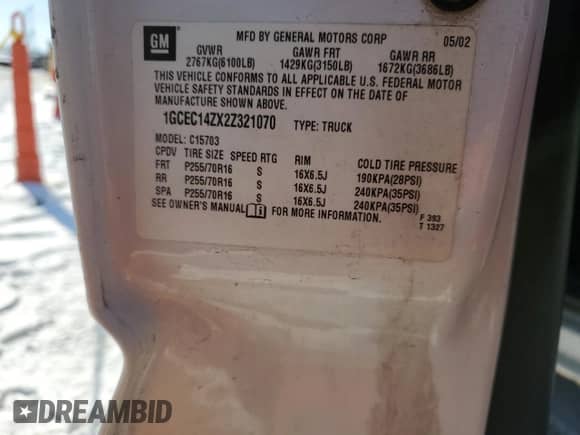 GM
MFD BY GENERAL MOTORS CORP 05/02
GVWR GAWR FRT GAWR RR
2767KG(6100LB) 1429KG(3150LB) 1672KG(3686LB)
THIS VEHICLE CONFORMS TO ALL APPLICABLE U.S. FEDERAL MOTOR
VEHICLE SAFETY STANDARDS IN EFFECT ON THE DATE OF
MANUFACTURE SHOWN ABOVE.
1GCEC14ZX2Z321070 TYPE: TRUCK
MODEL: C15703
CPDV TIRE SIZE SPEED RTG RIM COLD TIRE PRESSURE
FRT P255/70R16 S 16X6.5J 190KPA(28PSI)
RR P255/70R16 S 16X6.5J 240KPA(35PSI)
SPA P255/70R16 S 16X6.5J 240KPA(35PSI)
SEE OWNER'S MANUAL FOR MORE INFORMATION.
F 393
T 1327
DREAMBID